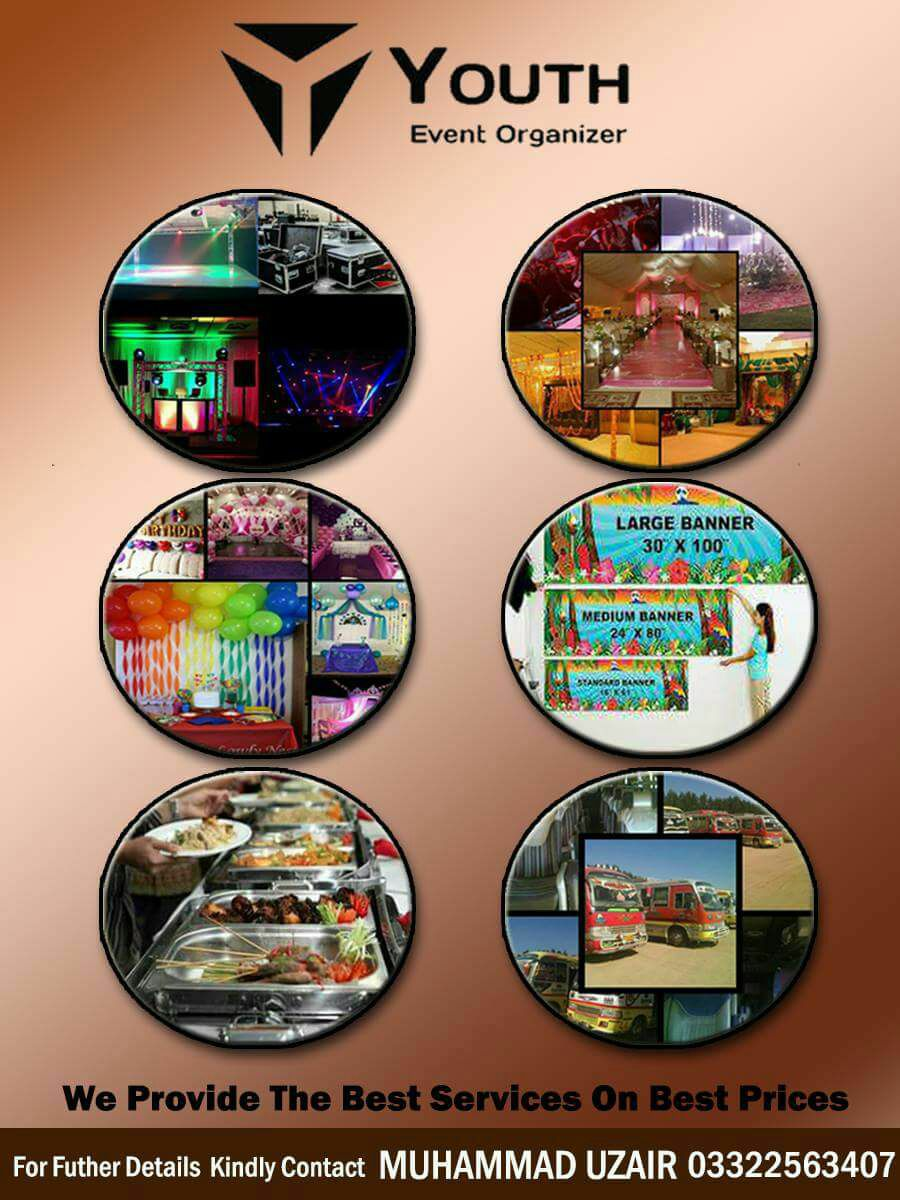 YOUTH
Event Organizer
BIRTHDAY
LARGE BANNER
30" X 100"
MEDIUM BANNER
24" X 80"
STANDARD BANNER
We Provide The Best Services On Best Prices
For Futher Details Kindly Contact MUHAMMAD UZAIR 03322563407